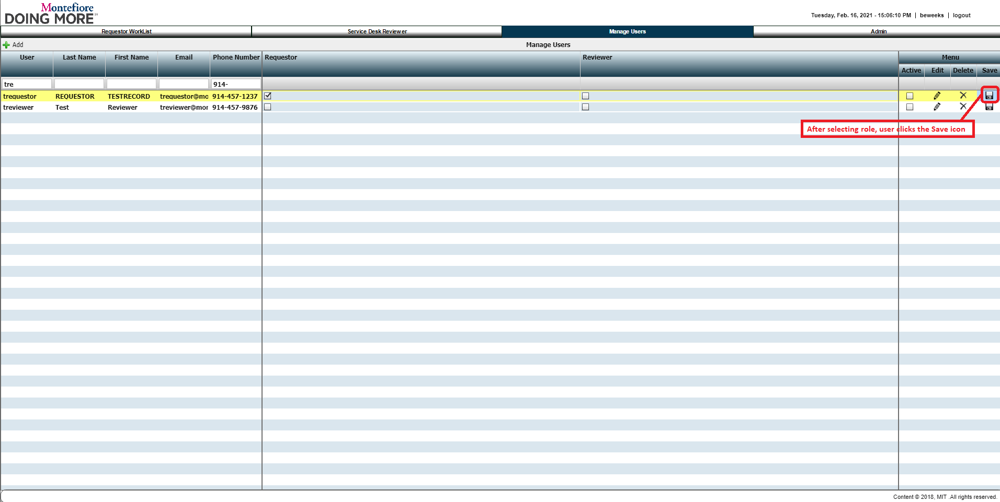 Montefiore
DOING MORE℠
Tuesday, Feb. 16, 2021 - 15:06:10 PM | beweeks | logout
Requestor WorkList Service Desk Reviewer Manage Users Admin
Add Manage Users
User Last Name First Name Email Phone Number Requestor Reviewer Menu
Active Edit Delete Save
tre 914-
trequestor REQUESTOR TESTRECORD trequestor@mo 914-457-1237
treviewer Test Reviewer treviewer@mor 914-457-9876
After selecting role, user clicks the Save icon
Content © 2018, MIT .All rights reserved.